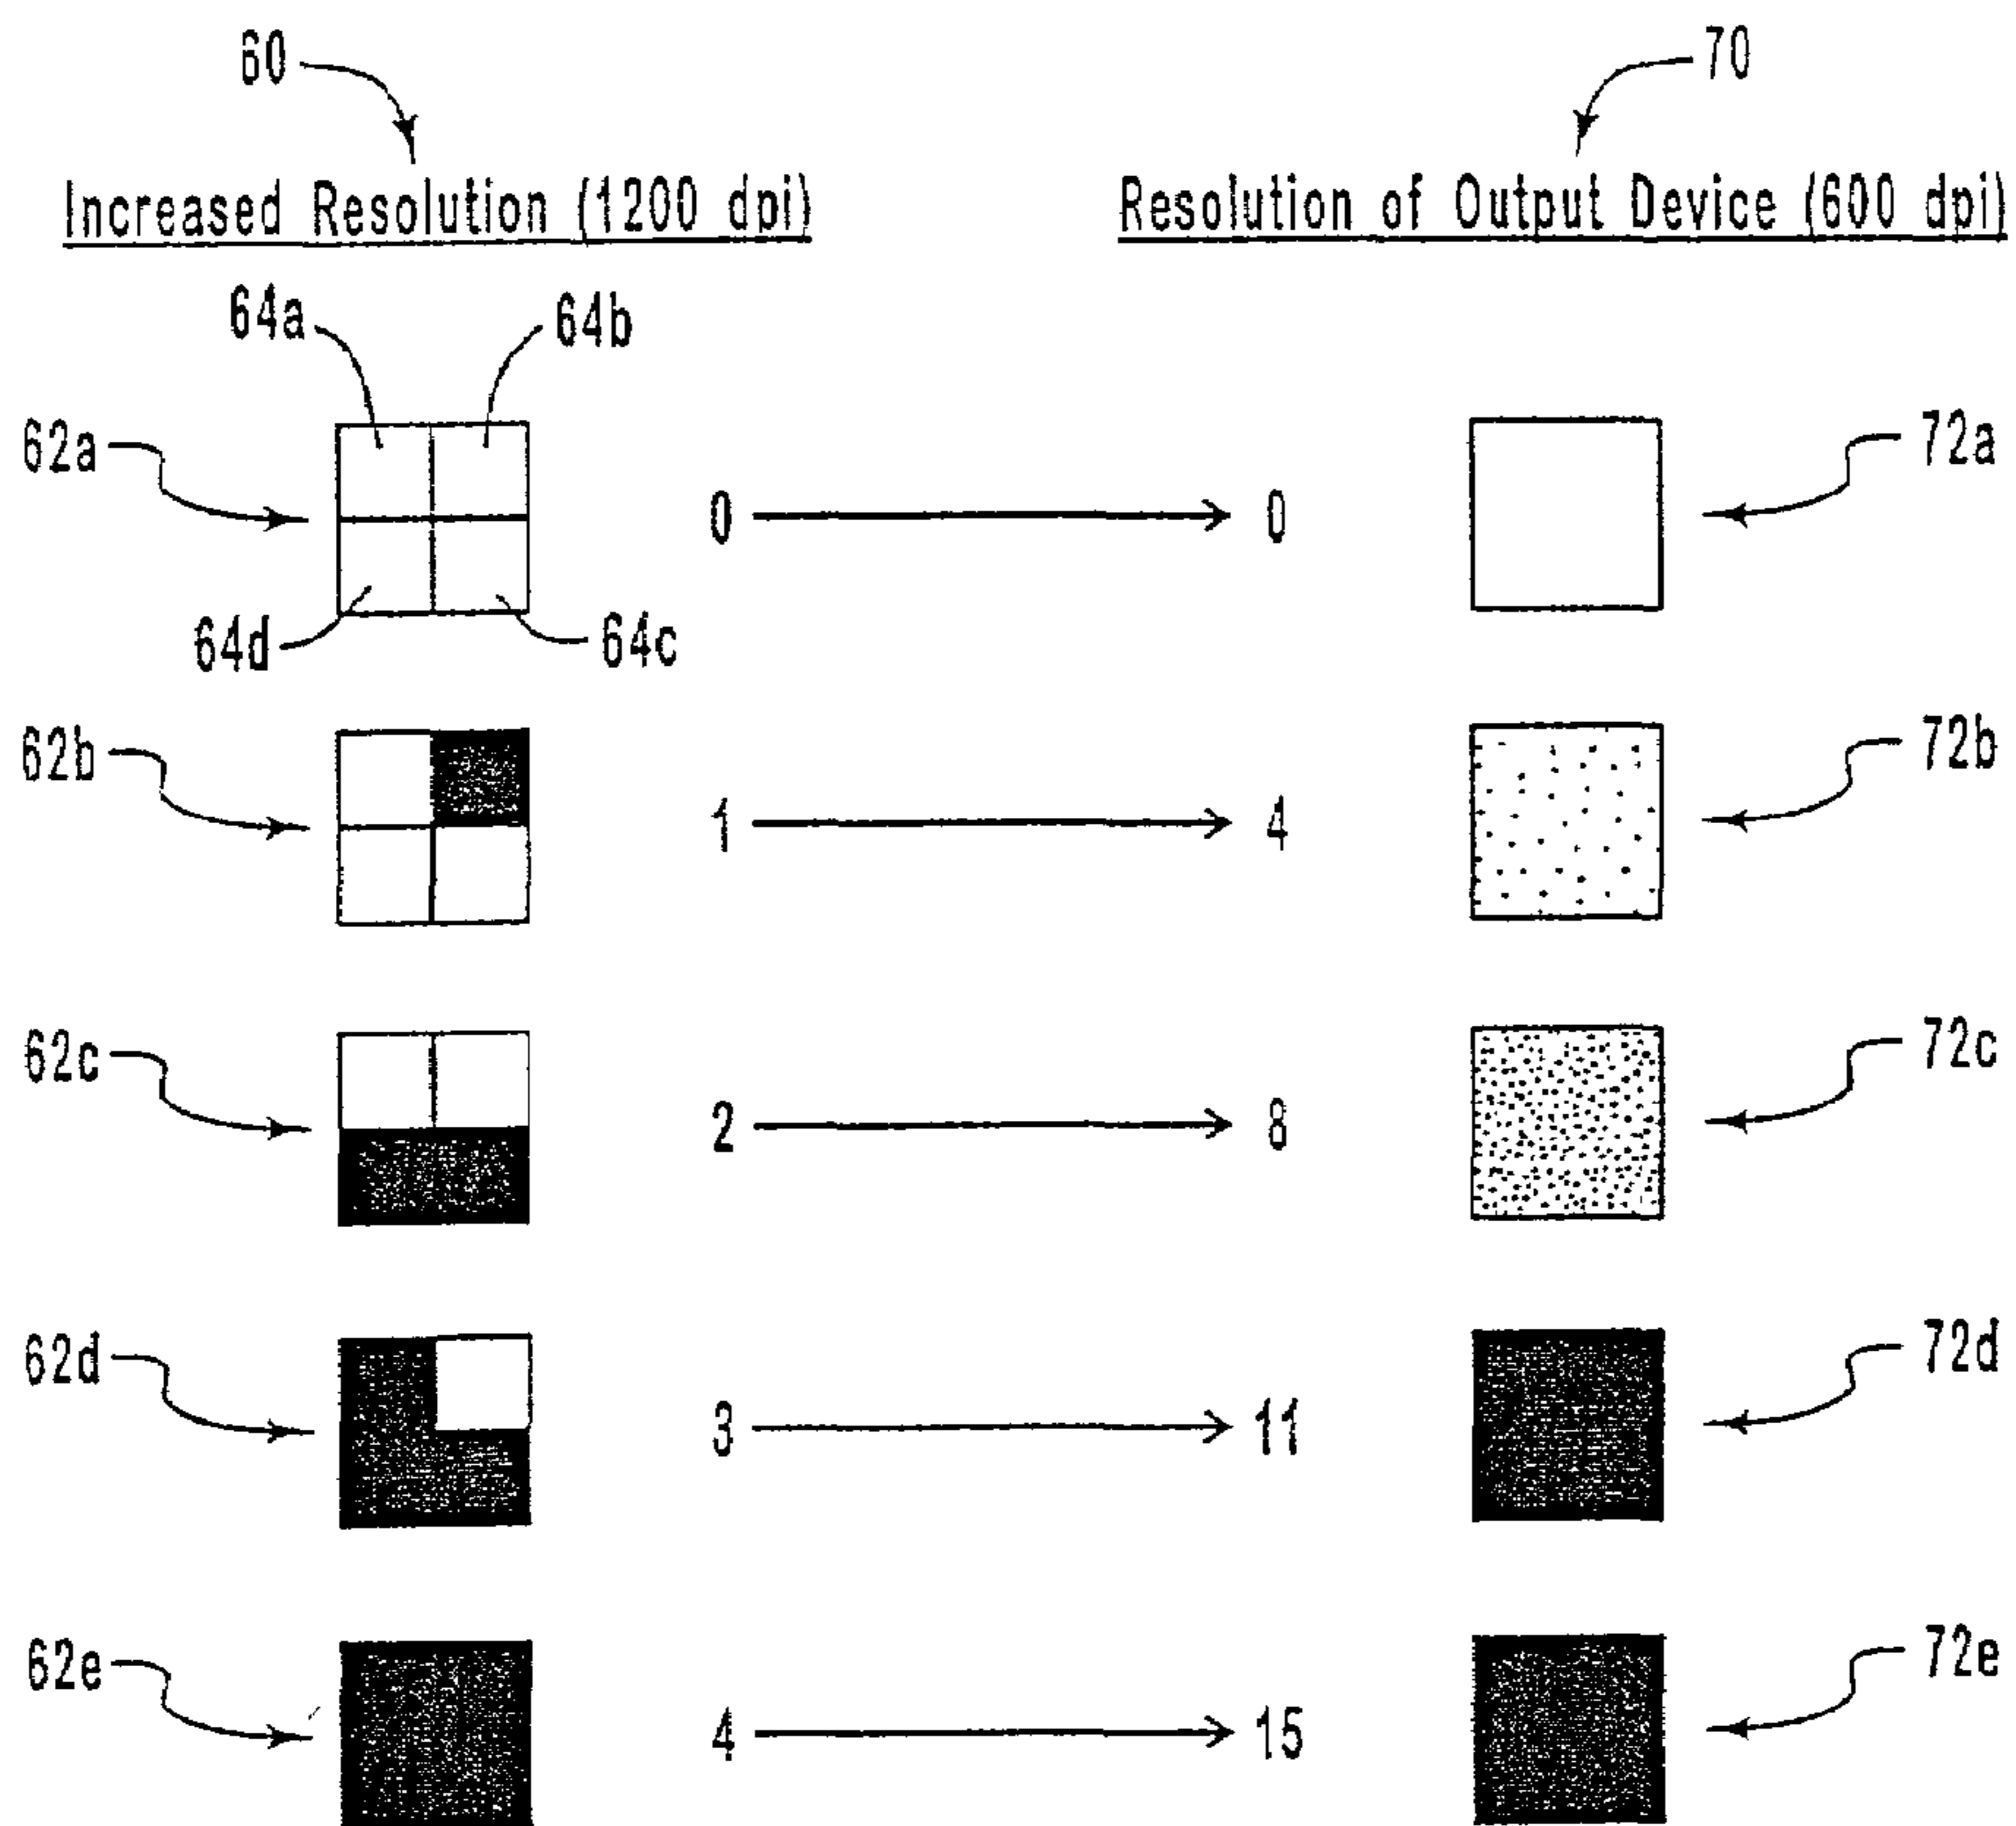 60
70
Increased Resolution (1200 dpi)
Resolution of Output Device (600 dpi)
64a
64b
62a
0
0
72a
64d
64c
62b
1
4
72b
62c
2
8
72c
62d
3
11
72d
62e
4
15
72e